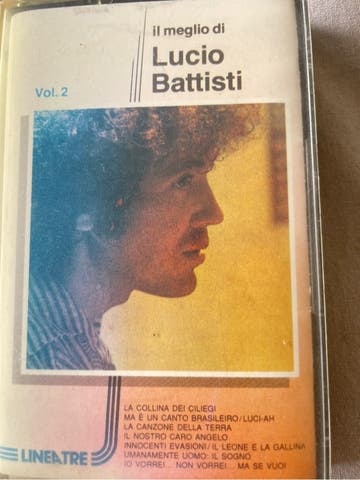 il meglio di
Lucio
Battisti
Vol. 2
LA COLLINA DEI CILIEGI
MA È UN CANTO BRASILEIRO/LUCI-AH
LA CANZONE DELLA TERRA
IL NOSTRO CARO ANGELO
INNOCENTI EVASIONI/IL LEONE E LA GALLINA
UMANAMENTE UOMO: IL SOGNO
IO VORREI... NON VORREI... MA SE VUOI
LINEATRE